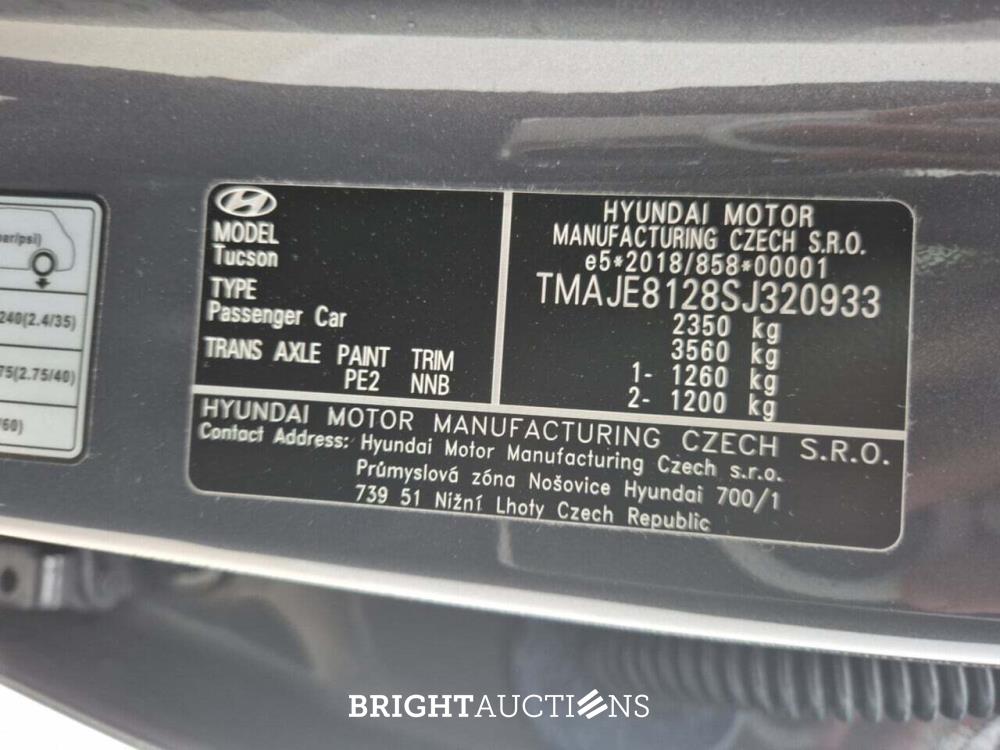 par/psi)
240(2.4/35)
75(2.75/40)
/60)
MODEL
Tucson
TYPE
Passenger Car
TRANS AXLE PAINT TRIM
PE2 NNB
HYUNDAI MOTOR
MANUFACTURING CZECH S.R.O.
e5*2018/858*00001
TMAJE8128SJ320933
2350 kg
3560 kg
1- 1260 kg
2- 1200 kg
HYUNDAI MOTOR MANUFACTURING CZECH S.R.O.
Contact Address: Hyundai Motor Manufacturing Czech s.r.o.
Průmyslová zóna Nošovice Hyundai 700/1
739 51 Nižní Lhoty Czech Republic
BRIGHTAUCTIONS